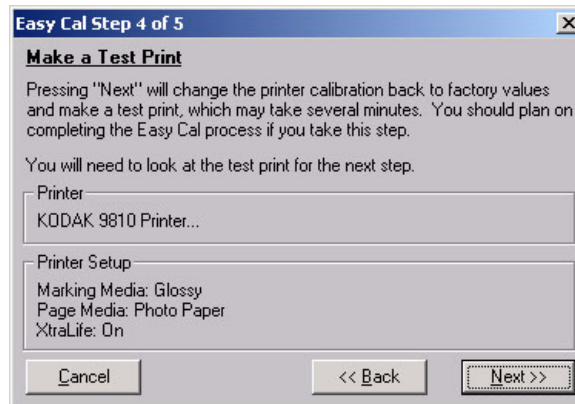 Easy Cal Step 4 of 5
Make a Test Print
Pressing "Next" will change the printer calibration back to factory values
and make a test print, which may take several minutes.  You should plan on
completing the Easy Cal process if you take this step.
You will need to look at the test print for the next step.
Printer
KODAK 9810 Printer...
Printer Setup
Marking Media: Glossy
Page Media: Photo Paper
XtraLife: On
Cancel
<< Back
Next >>